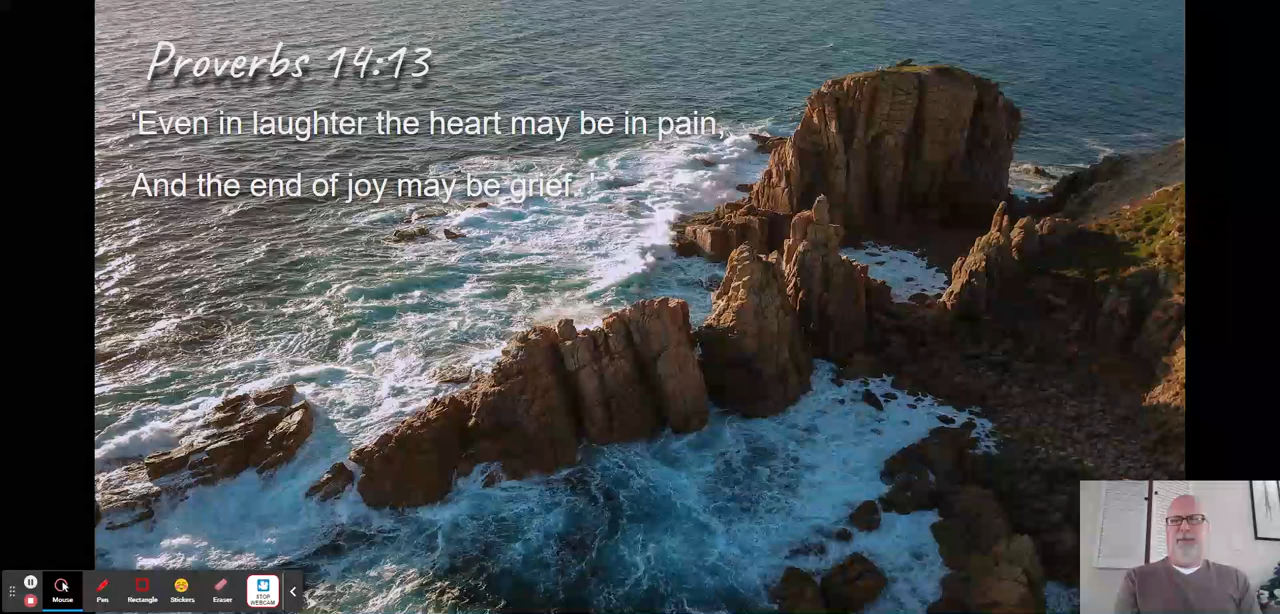 Proverbs 14:13
'Even in laughter the heart may be in pain,
And the end of joy may be grief. '
Mouse
Pen
Rectangle
Stickers
Eraser
STOP
WEBCAM